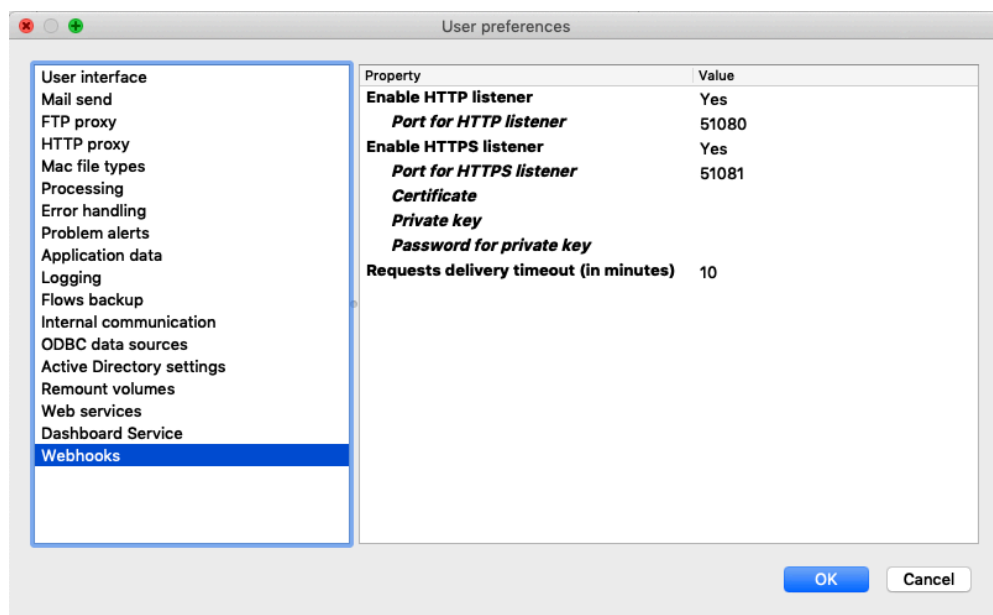 User preferences
User interface
Mail send
FTP proxy
HTTP proxy
Mac file types
Processing
Error handling
Problem alerts
Application data
Logging
Flows backup
Internal communication
ODBC data sources
Active Directory settings
Remount volumes
Web services
Dashboard Service
Webhooks
Property Value
Enable HTTP listener Yes
Port for HTTP listener 51080
Enable HTTPS listener Yes
Port for HTTPS listener 51081
Certificate
Private key
Password for private key
Requests delivery timeout (in minutes) 10
OK Cancel